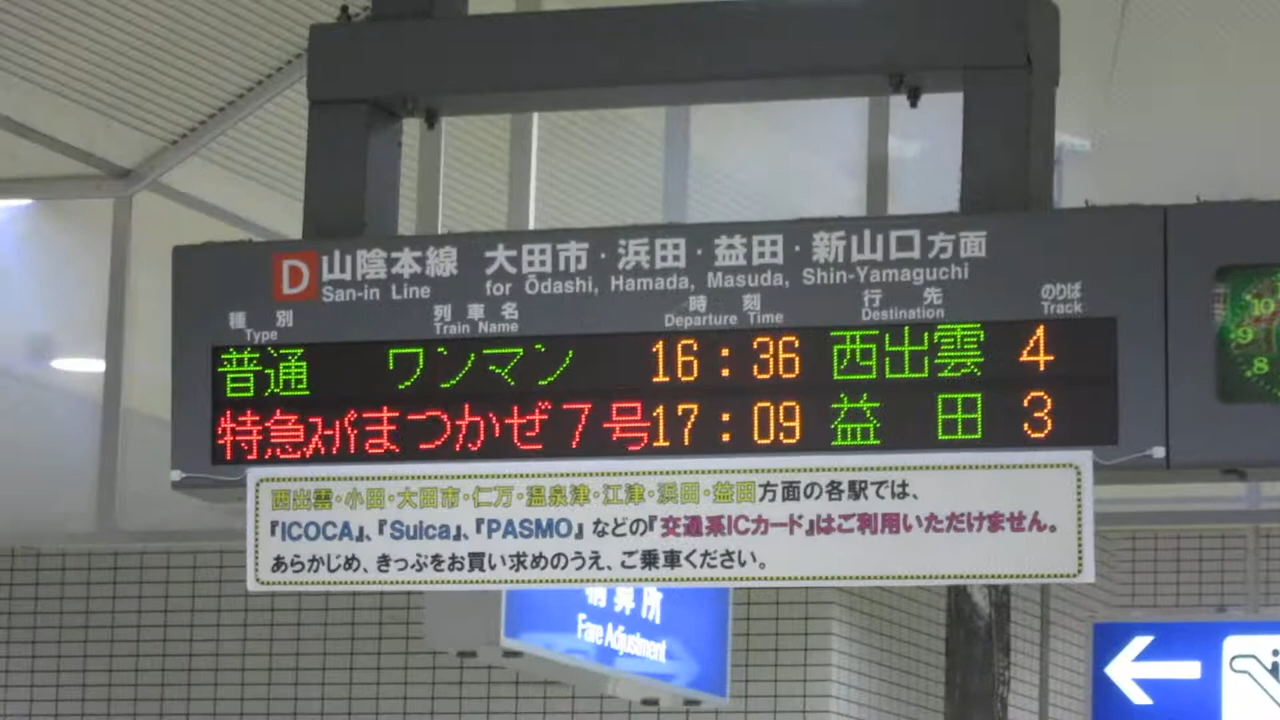 D 山陰本線 大田市・浜田・益田・新山口方面
San-in Line for Ōdashi, Hamada, Masuda, Shin-Yamaguchi
種別 列車名 時刻 行先 のりば
Type Train Name Departure Time Destination Track
普通 ワンマン 16:36 西出雲 4
特急スーパーまつかぜ7号 17:09 益田 3
西出雲・小田・大田市・仁万・温泉津・江津・浜田・益田方面の各駅では、
『ICOCA』、『Suica』、『PASMO』などの『交通系ICカード』はご利用いただけません。
あらかじめ、きっぷをお買い求めのうえ、ご乗車ください。
精算所
Fare Adjustment
10
9
8